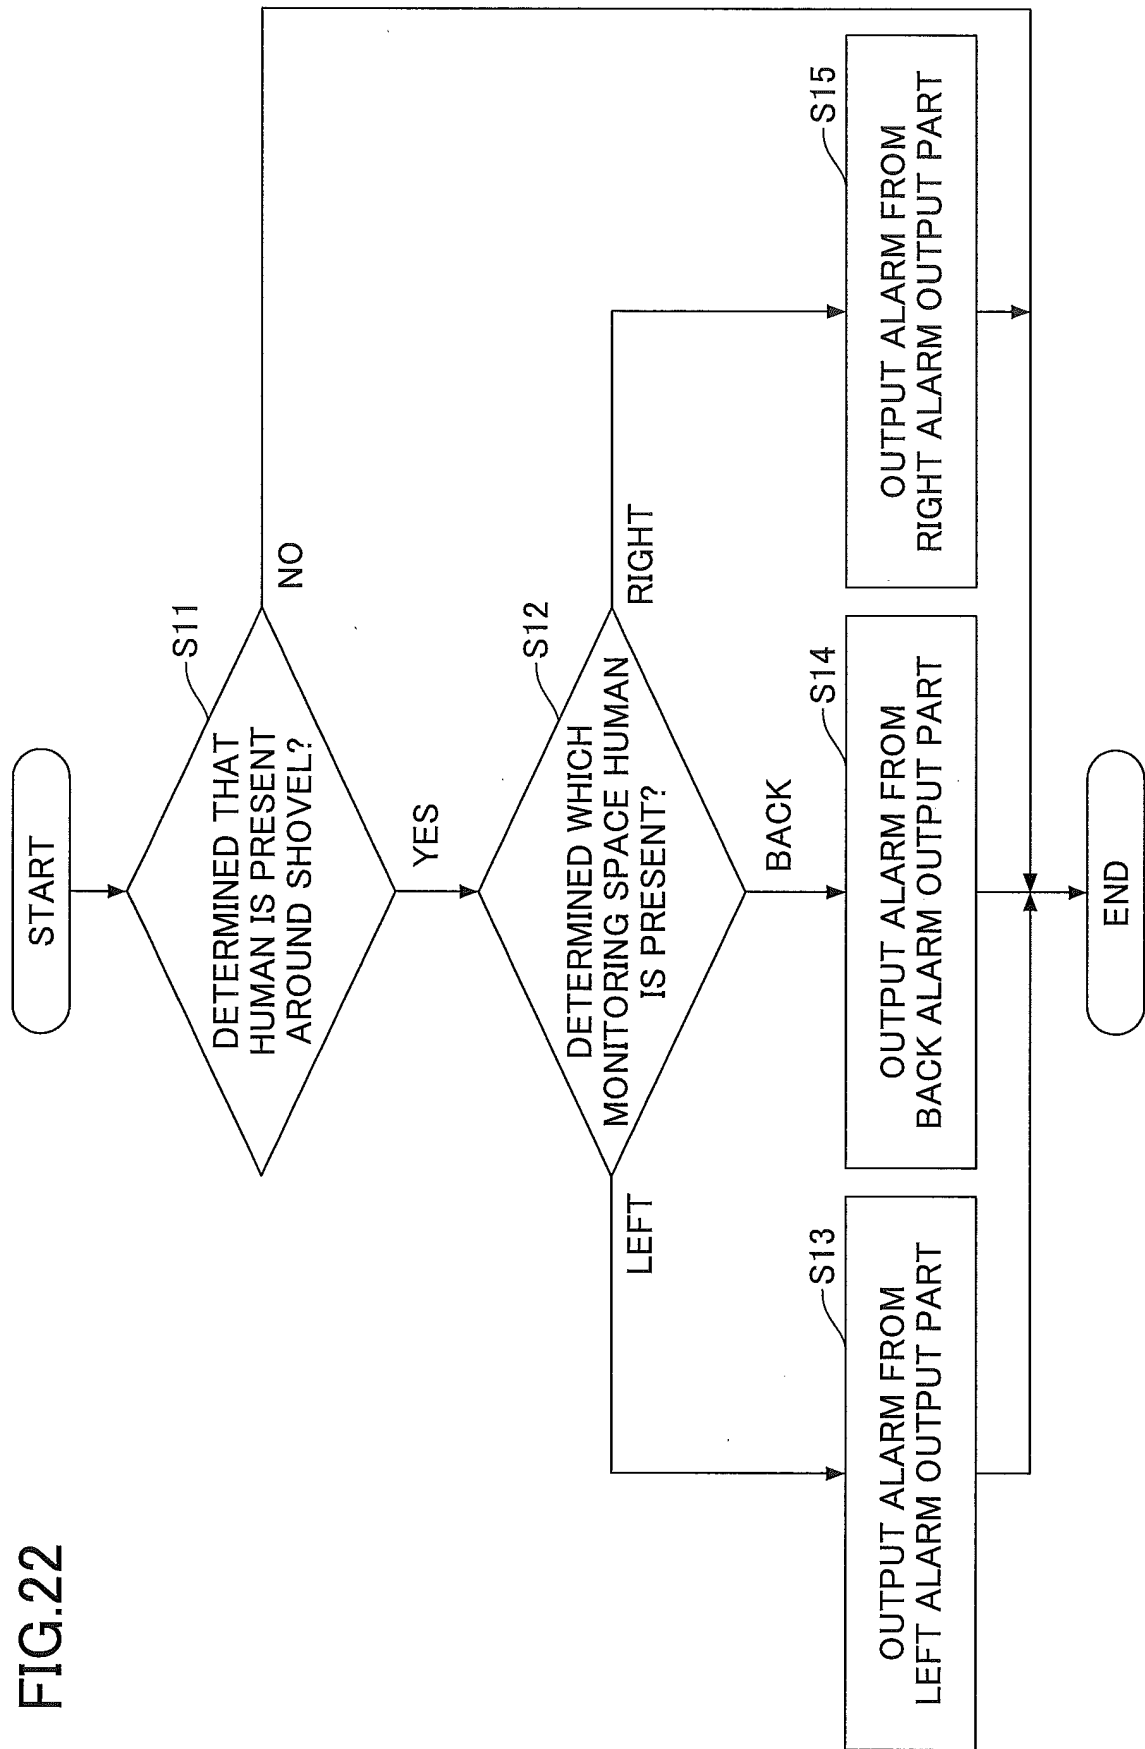 FIG.22
START
DETERMINED THAT
HUMAN IS PRESENT
AROUND SHOVEL?
S11
NO
YES
DETERMINED WHICH
MONITORING SPACE HUMAN
IS PRESENT?
S12
LEFT
BACK
RIGHT
S13
OUTPUT ALARM FROM
LEFT ALARM OUTPUT PART
S14
OUTPUT ALARM FROM
BACK ALARM OUTPUT PART
S15
OUTPUT ALARM FROM
RIGHT ALARM OUTPUT PART
END